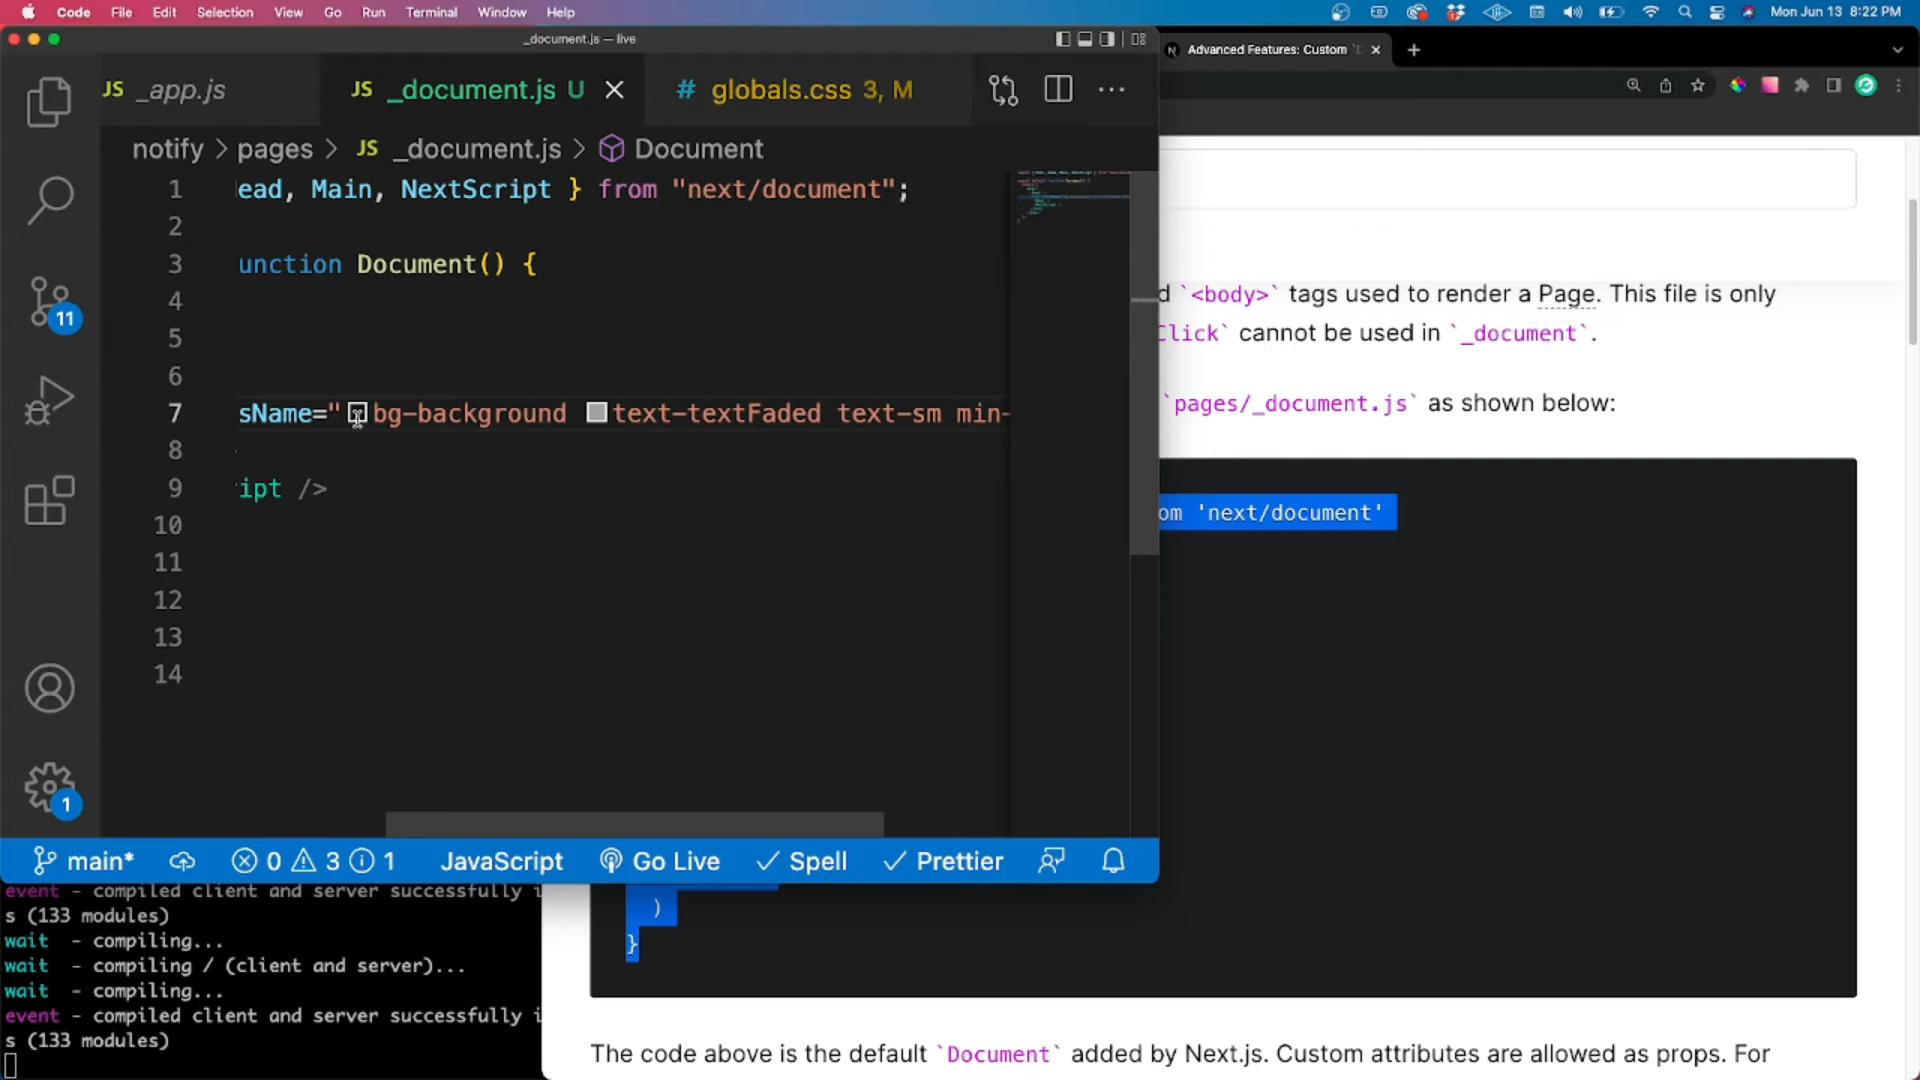 Code File Edit Selection View Go Run Terminal Window Help
Mon Jun 13 8:22 PM
_document.js — live
JS _app.js
JS _document.js U
# globals.css 3, M
notify > pages > JS _document.js > Document
1 ead, Main, NextScript } from "next/document";
2
3 unction Document() {
4
5
6
7 sName=" bg-background text-textFaded text-sm min-
8
9 ript />
10
11
12
13
14
11
1
main* 0 3 1 JavaScript Go Live Spell Prettier
event - compiled client and server successfully i
s (133 modules)
wait - compiling...
wait - compiling / (client and server)...
wait - compiling...
event - compiled client and server successfully i
s (133 modules)
N Advanced Features: Custom `
d `<body>` tags used to render a Page. This file is only
Click` cannot be used in `_document`.
`pages/_document.js` as shown below:
om 'next/document'
)
}
The code above is the default `Document` added by Next.js. Custom attributes are allowed as props. For